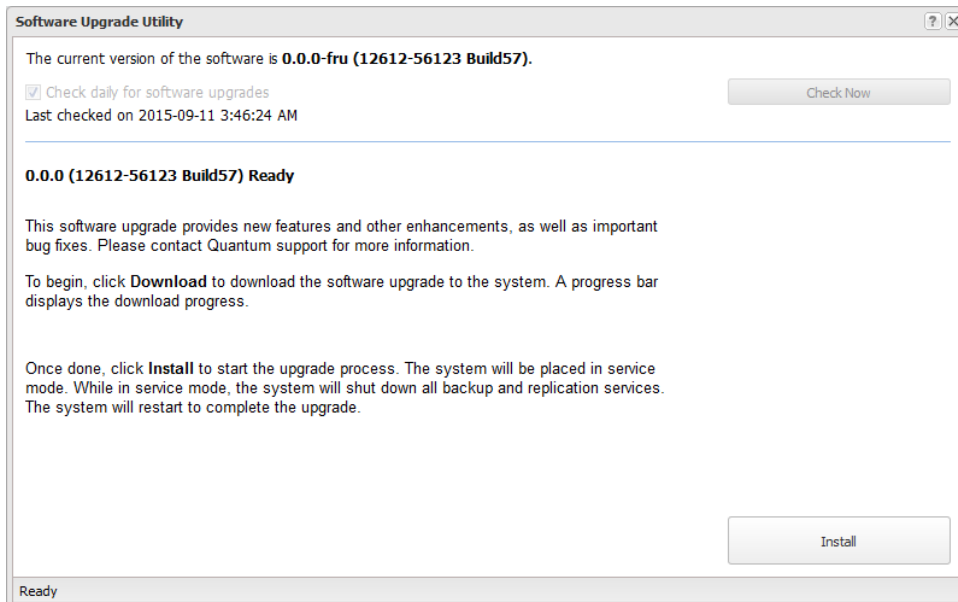 Software Upgrade Utility
The current version of the software is 0.0.0-fru (12612-56123 Build57).
Check daily for software upgrades
Check Now
Last checked on 2015-09-11 3:46:24 AM
0.0.0 (12612-56123 Build57) Ready
This software upgrade provides new features and other enhancements, as well as important
bug fixes. Please contact Quantum support for more information.
To begin, click Download to download the software upgrade to the system. A progress bar
displays the download progress.
Once done, click Install to start the upgrade process. The system will be placed in service
mode. While in service mode, the system will shut down all backup and replication services.
The system will restart to complete the upgrade.
Install
Ready